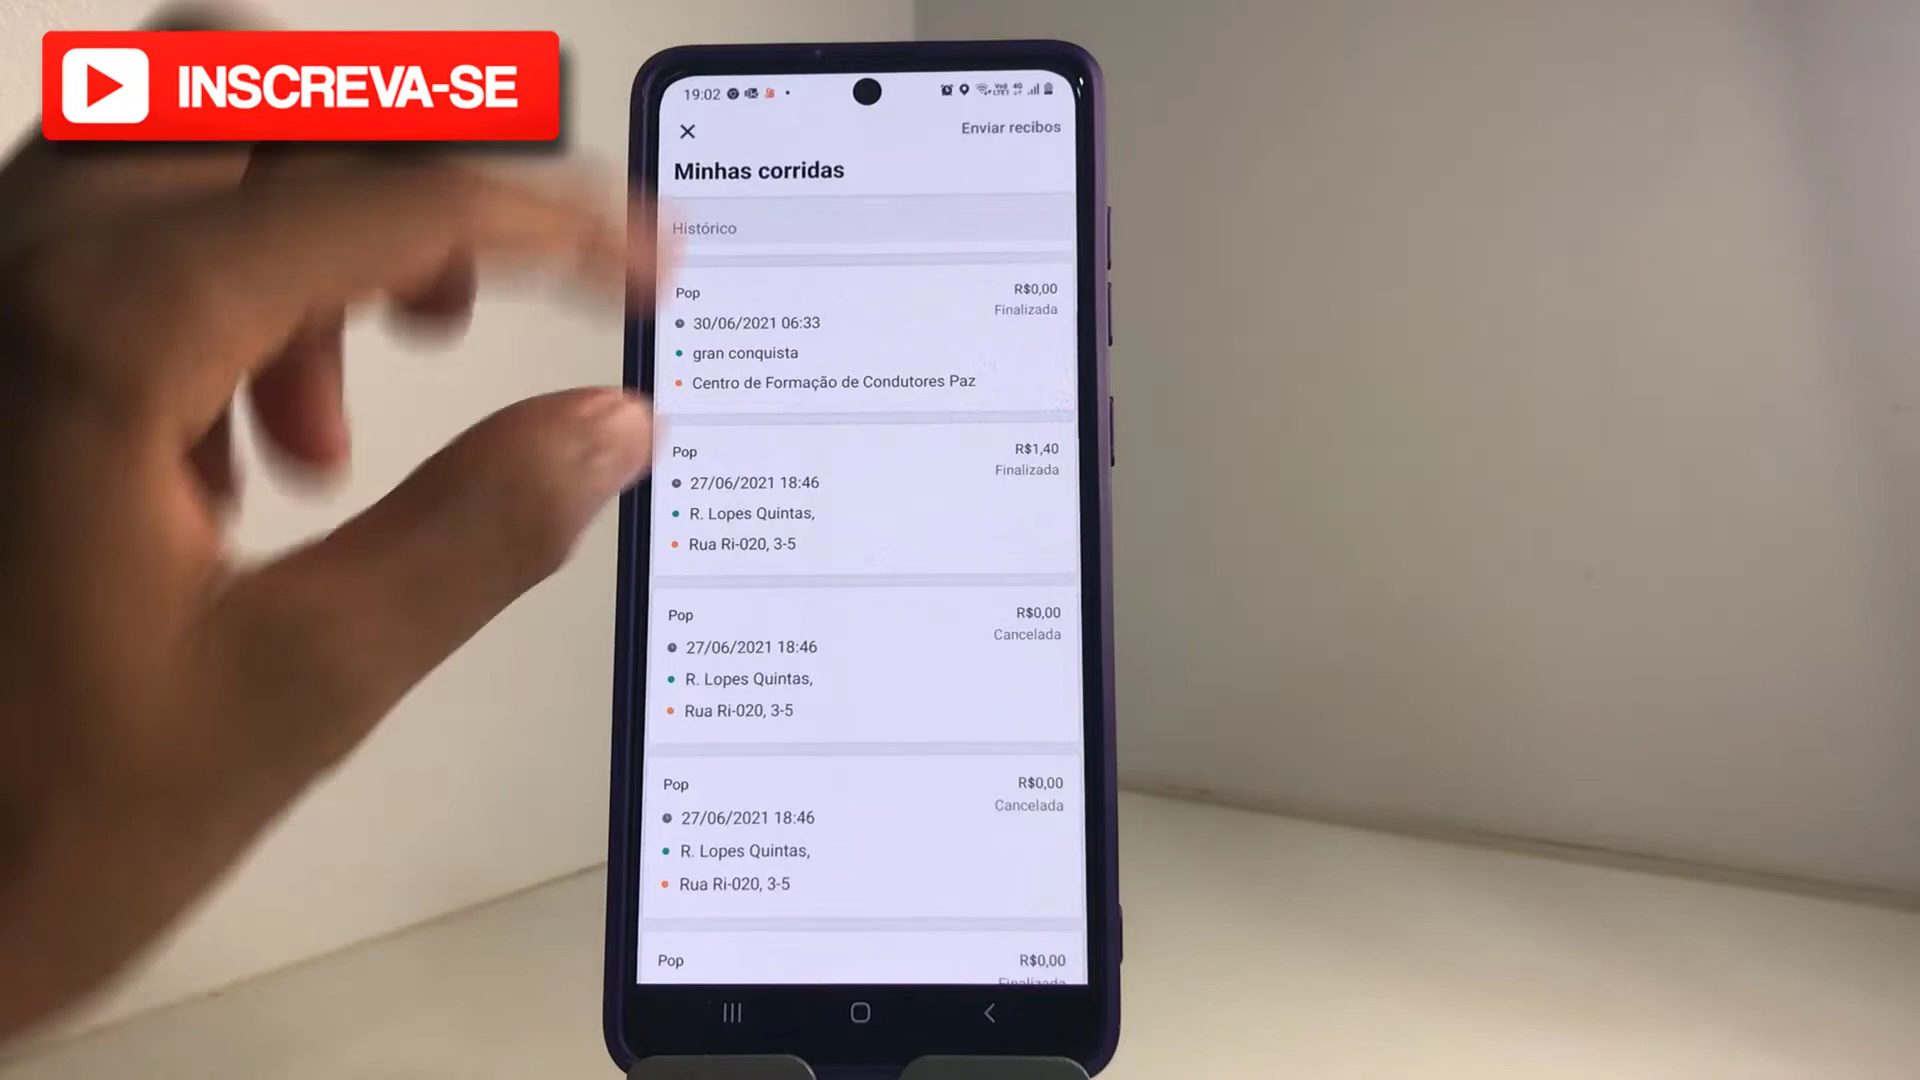 INSCREVA-SE
19:02
Enviar recibos
Minhas corridas
Histórico
Pop
R$0,00
Finalizada
30/06/2021 06:33
gran conquista
Centro de Formação de Condutores Paz
Pop
R$1,40
Finalizada
27/06/2021 18:46
R. Lopes Quintas,
Rua Ri-020, 3-5
Pop
R$0,00
Cancelada
27/06/2021 18:46
R. Lopes Quintas,
Rua Ri-020, 3-5
Pop
R$0,00
Cancelada
27/06/2021 18:46
R. Lopes Quintas,
Rua Ri-020, 3-5
Pop
R$0,00
Finalizada